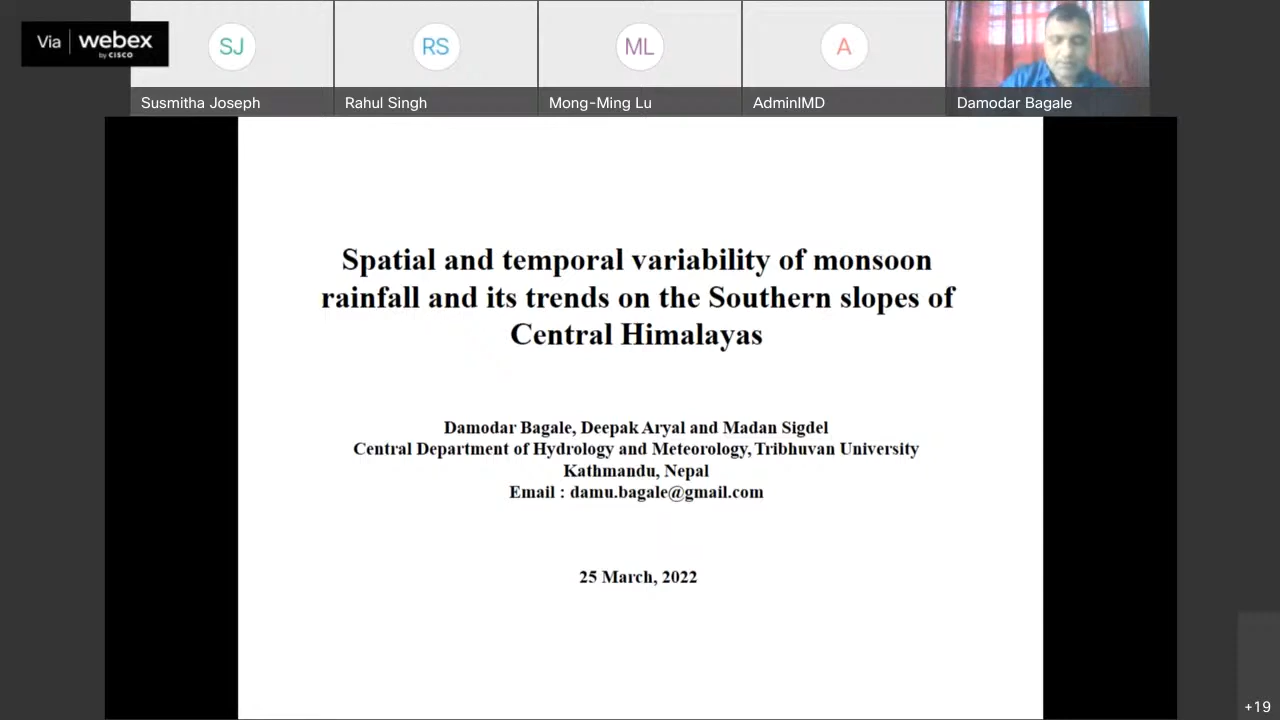 Via webex
by CISCO
SJ
RS
ML
A
Susmitha Joseph
Rahul Singh
Mong-Ming Lu
AdminIMD
Damodar Bagale
Spatial and temporal variability of monsoon
rainfall and its trends on the Southern slopes of
Central Himalayas
Damodar Bagale, Deepak Aryal and Madan Sigdel
Central Department of Hydrology and Meteorology, Tribhuvan University
Kathmandu, Nepal
Email : damu.bagale@gmail.com
25 March, 2022
+19